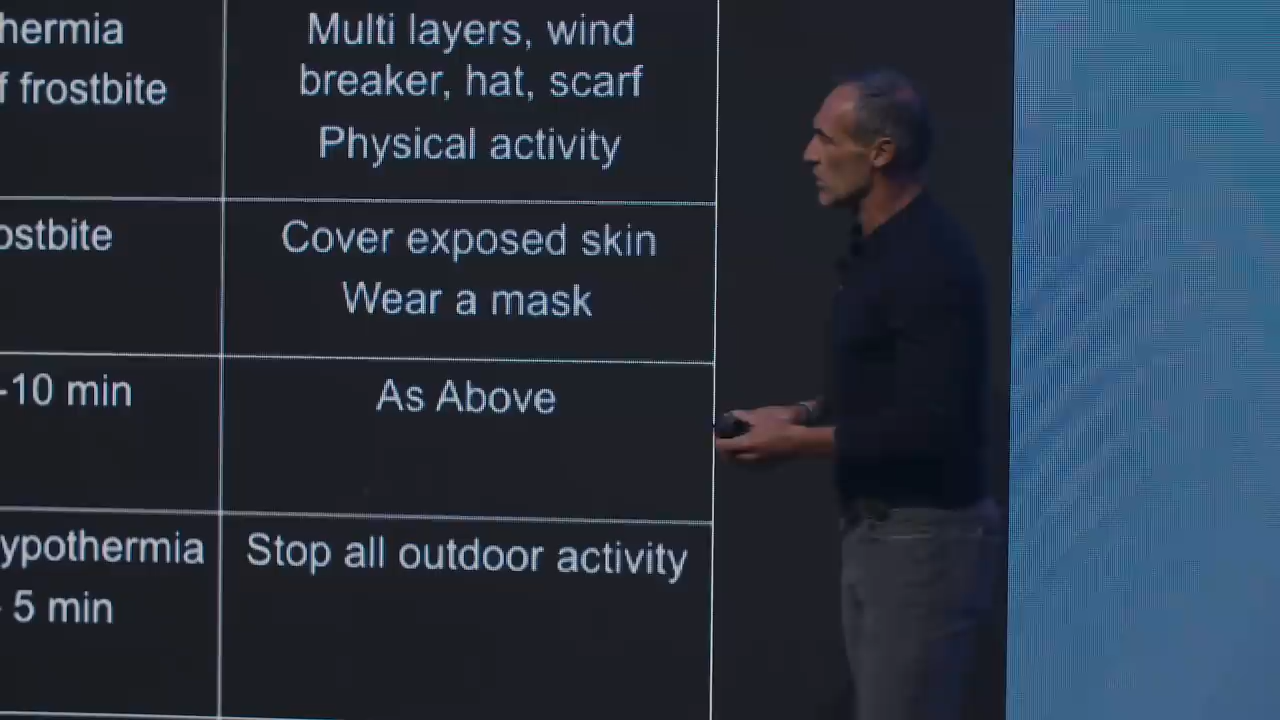 hermia
f frostbite
Multi layers, wind
breaker, hat, scarf
Physical activity
ostbite
Cover exposed skin
Wear a mask
-10 min
As Above
ypothermia
5 min
Stop all outdoor activity